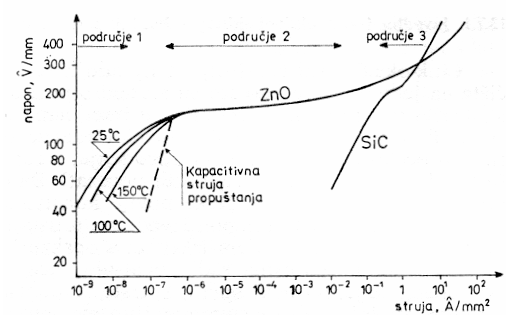 400
300
200
100
80
60
40
20
napon, V̂/mm
područje 1
područje 2
područje 3
ZnO
SiC
25°C
150°C
100°C
Kapacitivna
struja
propuštanja
10⁻⁹ 10⁻⁸ 10⁻⁷ 10⁻⁶ 10⁻⁵ 10⁻⁴ 10⁻³ 10⁻² 10⁻¹ 1 10¹ 10²
struja, Â/mm²